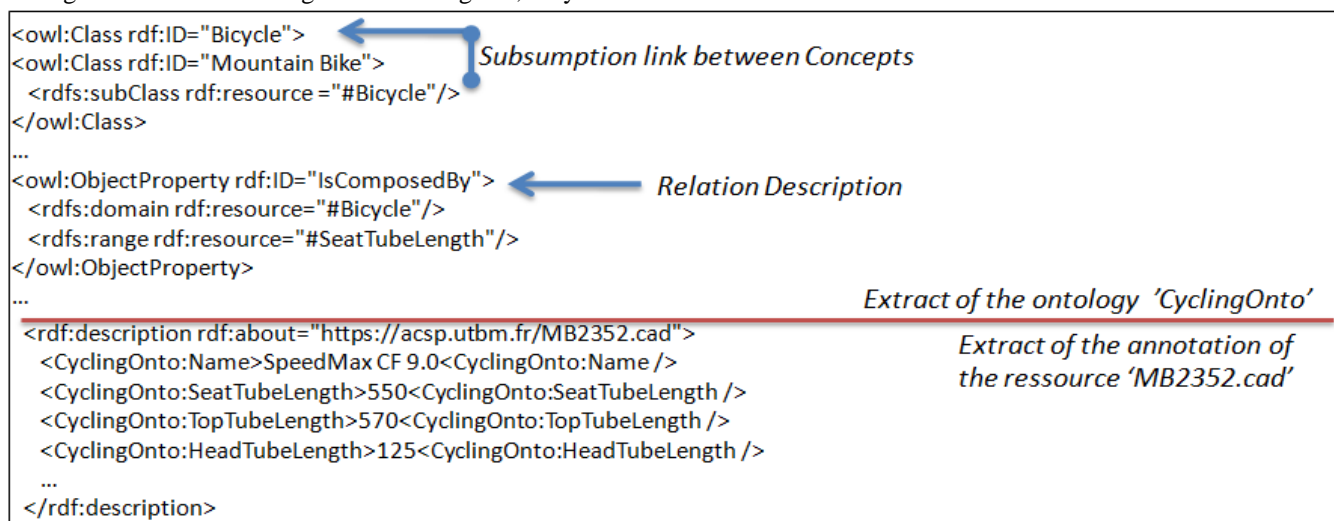 <owl:Class rdf:ID="Bicycle">
<owl:Class rdf:ID="Mountain Bike">
Subsumption link between Concepts
<rdfs:subClass rdf:resource ="#Bicycle"/>
</owl:Class>
...
<owl:ObjectProperty rdf:ID="IsComposedBy">
Relation Description
<rdfs:domain rdf:resource="#Bicycle"/>
<rdfs:range rdf:resource="#SeatTubeLength"/>
</owl:ObjectProperty>
...
Extract of the ontology 'CyclingOnto'
<rdf:description rdf:about="https://acsp.utbm.fr/MB2352.cad">
Extract of the annotation of
<CyclingOnto:Name>SpeedMax CF 9.0<CyclingOnto:Name />
the ressource 'MB2352.cad'
<CyclingOnto:SeatTubeLength>550<CyclingOnto:SeatTubeLength />
<CyclingOnto:TopTubeLength>570<CyclingOnto:TopTubeLength />
<CyclingOnto:HeadTubeLength>125<CyclingOnto:HeadTubeLength />
...
</rdf:description>